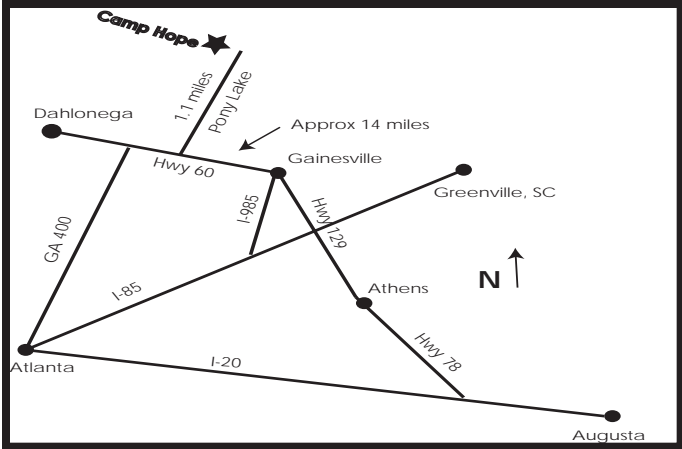 Camp Hope
1.1 miles
Pony Lake
Dahlonega
Approx 14 miles
Hwy 60
Gainesville
Greenville, SC
I-985
Hwy 129
GA 400
N
I-85
Athens
Hwy 78
Atlanta
I-20
Augusta